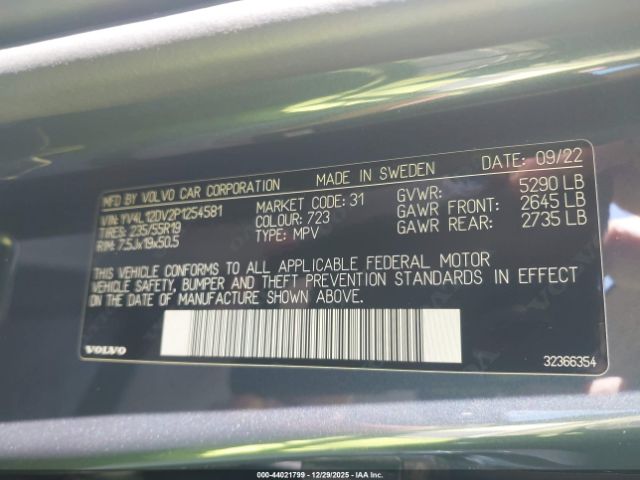 MFD BY VOLVO CAR CORPORATION MADE IN SWEDEN DATE: 09/22
VIN: YV4L12DV2P1254581 MARKET CODE: 31 GVWR: 5290 LB
TIRES: 235/55R19 COLOUR: 723 GAWR FRONT: 2645 LB
RIM: 7.5Jx19x50.5 TYPE: MPV GAWR REAR: 2735 LB
THIS VEHICLE CONFORMS TO ALL APPLICABLE FEDERAL MOTOR
VEHICLE SAFETY, BUMPER AND THEFT PREVENTION STANDARDS IN EFFECT
ON THE DATE OF MANUFACTURE SHOWN ABOVE.
VOLVO 32366354
000-44021799 - 12/29/2025 - IAAI.COM